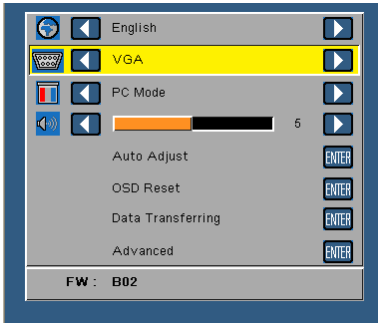 English
VGA
PC Mode
5
Auto Adjust ENTER
OSD Reset ENTER
Data Transferring ENTER
Advanced ENTER
FW : B02